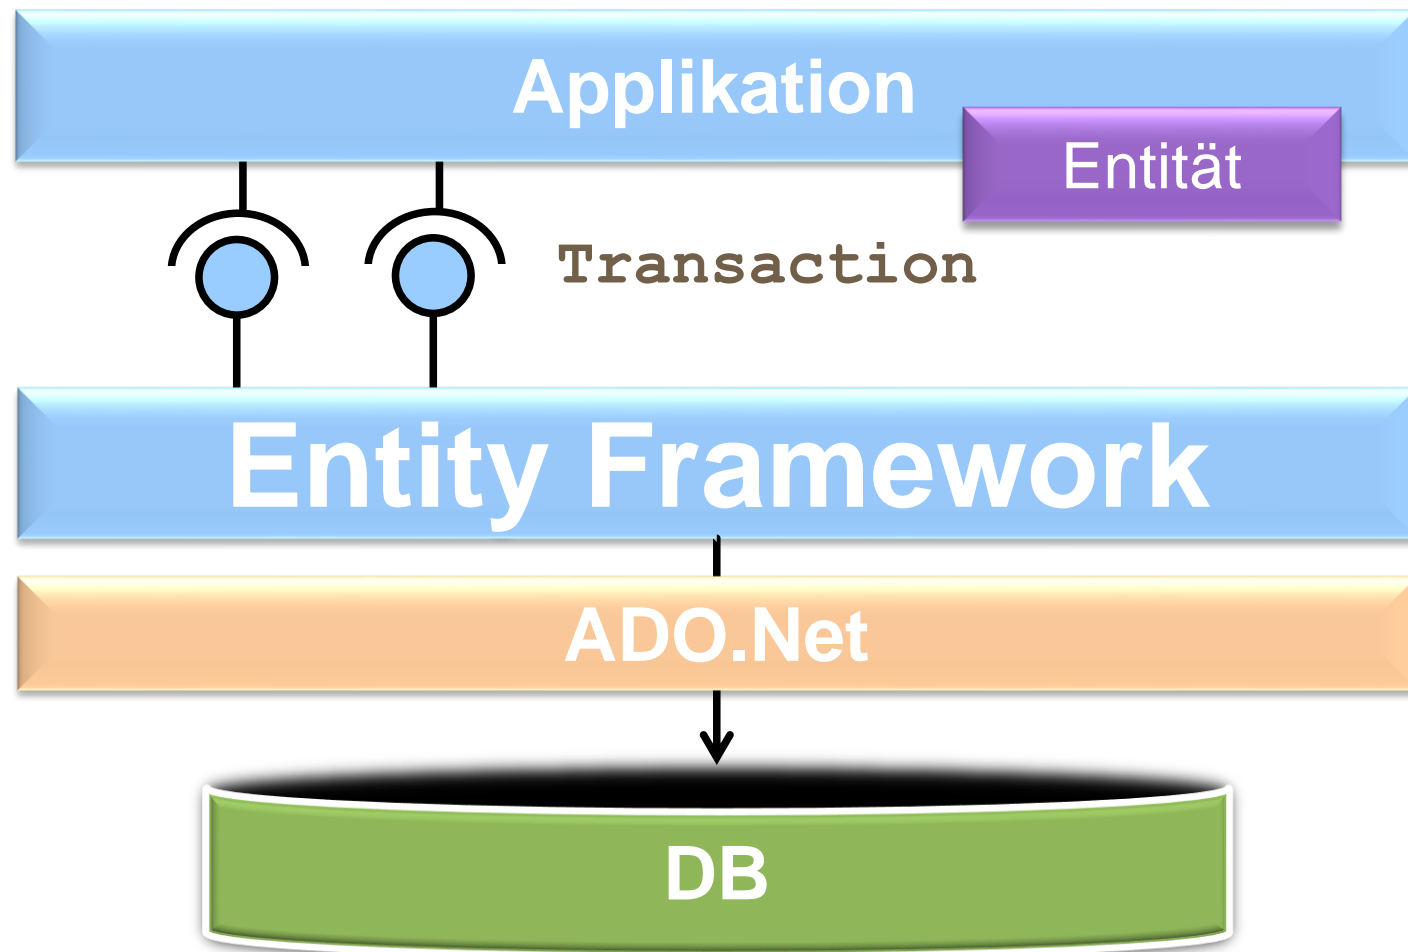 Applikation
Entität
Transaction
Entity Framework
ADO.Net
DB